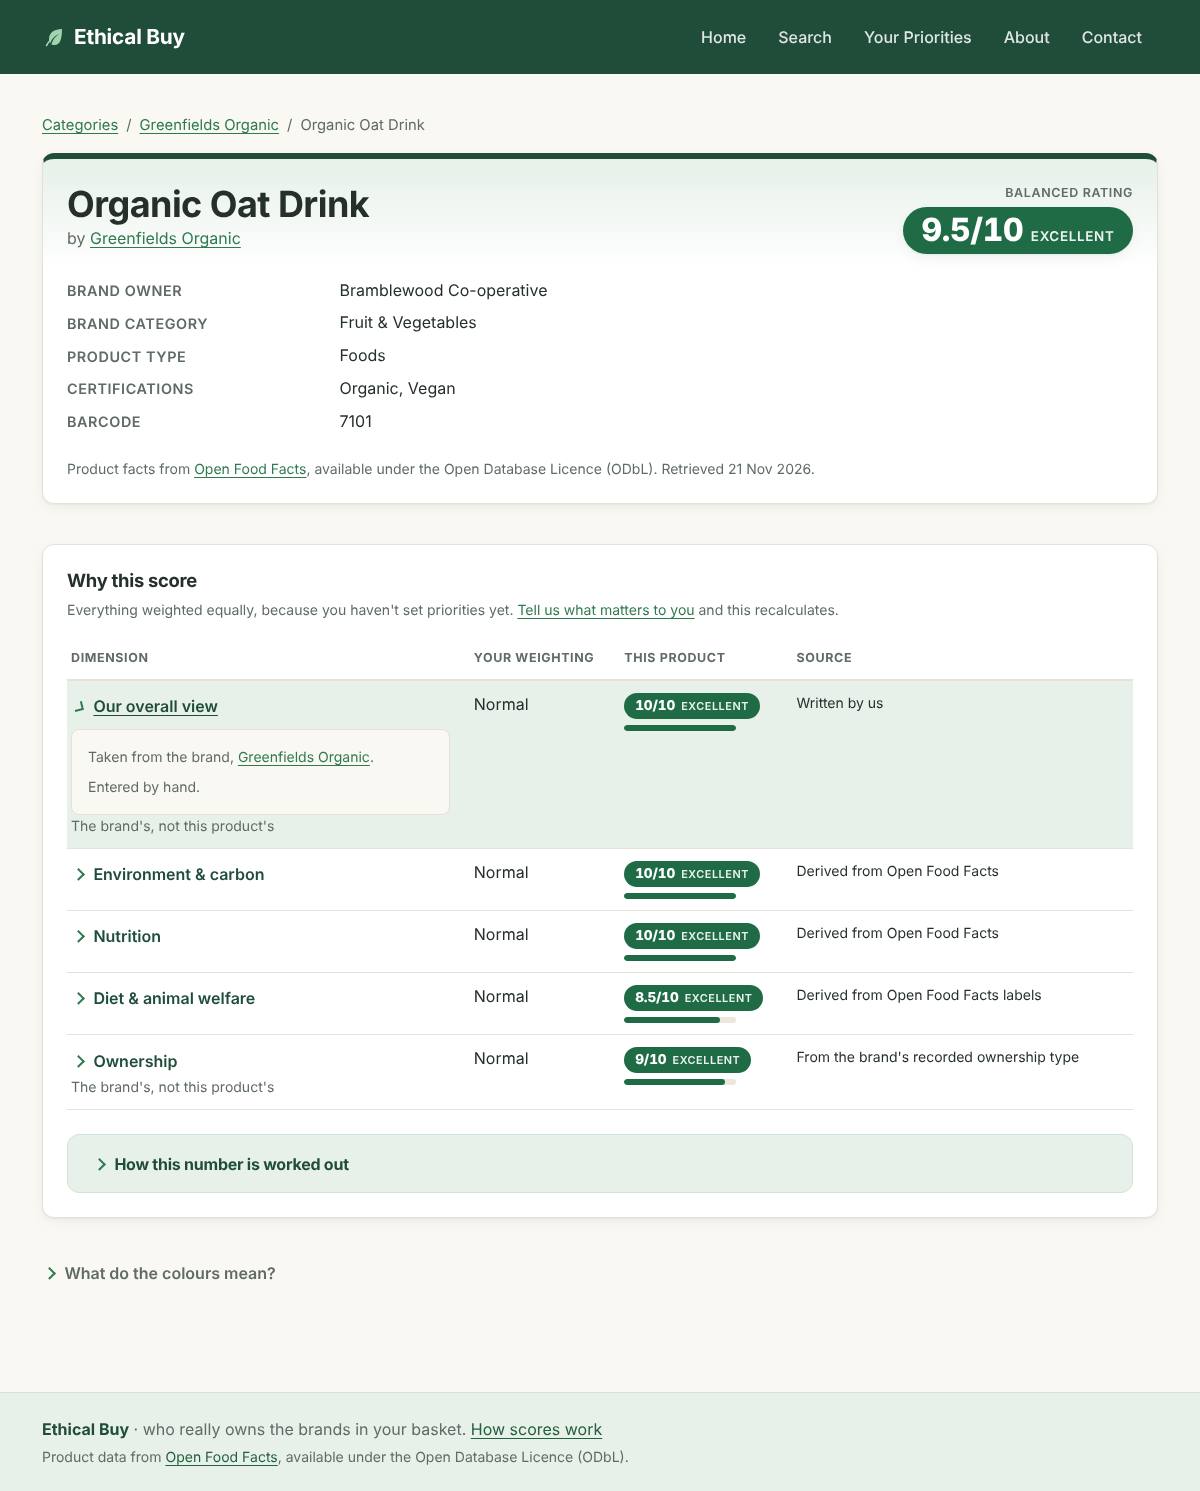 Ethical Buy
Home Search Your Priorities About Contact
Categories / Greenfields Organic / Organic Oat Drink
Organic Oat Drink
by Greenfields Organic
BALANCED RATING
9.5/10 EXCELLENT
BRAND OWNER Bramblewood Co-operative
BRAND CATEGORY Fruit & Vegetables
PRODUCT TYPE Foods
CERTIFICATIONS Organic, Vegan
BARCODE 7101
Product facts from Open Food Facts, available under the Open Database Licence (ODbL). Retrieved 21 Nov 2026.
Why this score
Everything weighted equally, because you haven't set priorities yet. Tell us what matters to you and this recalculates.
DIMENSION YOUR WEIGHTING THIS PRODUCT SOURCE
Our overall view Normal 10/10 EXCELLENT Written by us
Taken from the brand, Greenfields Organic.
Entered by hand.
The brand's, not this product's
Environment & carbon Normal 10/10 EXCELLENT Derived from Open Food Facts
Nutrition Normal 10/10 EXCELLENT Derived from Open Food Facts
Diet & animal welfare Normal 8.5/10 EXCELLENT Derived from Open Food Facts labels
Ownership Normal 9/10 EXCELLENT From the brand's recorded ownership type
The brand's, not this product's
How this number is worked out
What do the colours mean?
Ethical Buy · who really owns the brands in your basket. How scores work
Product data from Open Food Facts, available under the Open Database Licence (ODbL).